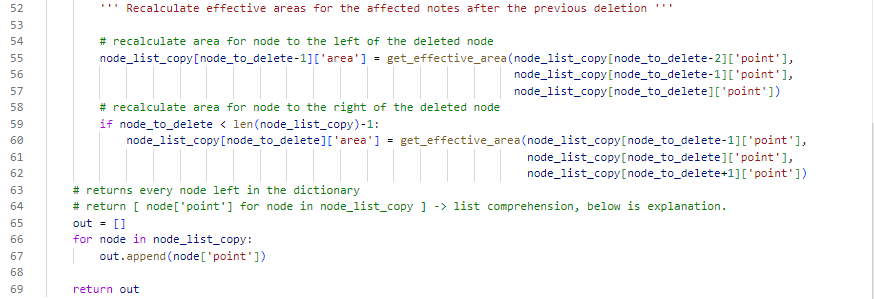 52 ''' Recalculate effective areas for the affected notes after the previous deletion '''
53
54 # recalculate area for node to the left of the deleted node
55 node_list_copy[node_to_delete-1]['area'] = get_effective_area(node_list_copy[node_to_delete-2]['point'],
56 node_list_copy[node_to_delete-1]['point'],
57 node_list_copy[node_to_delete]['point'])
58 # recalculate area for node to the right of the deleted node
59 if node_to_delete < len(node_list_copy)-1:
60 node_list_copy[node_to_delete]['area'] = get_effective_area(node_list_copy[node_to_delete-1]['point'],
61 node_list_copy[node_to_delete]['point'],
62 node_list_copy[node_to_delete+1]['point'])
63 # returns every node left in the dictionary
64 # return [ node['point'] for node in node_list_copy ] -> list comprehension, below is explanation.
65 out = []
66 for node in node_list_copy:
67 out.append(node['point'])
68
69 return out